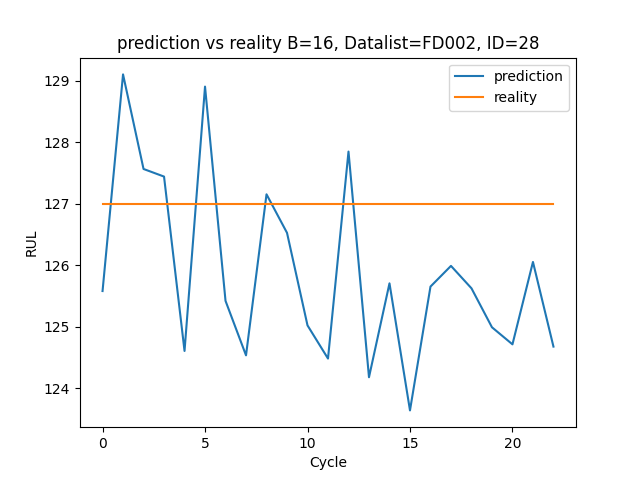 prediction vs reality B=16, Datalist=FD002, ID=28
prediction
reality
129
128
127
126
125
124
RUL
0 5 10 15 20
Cycle